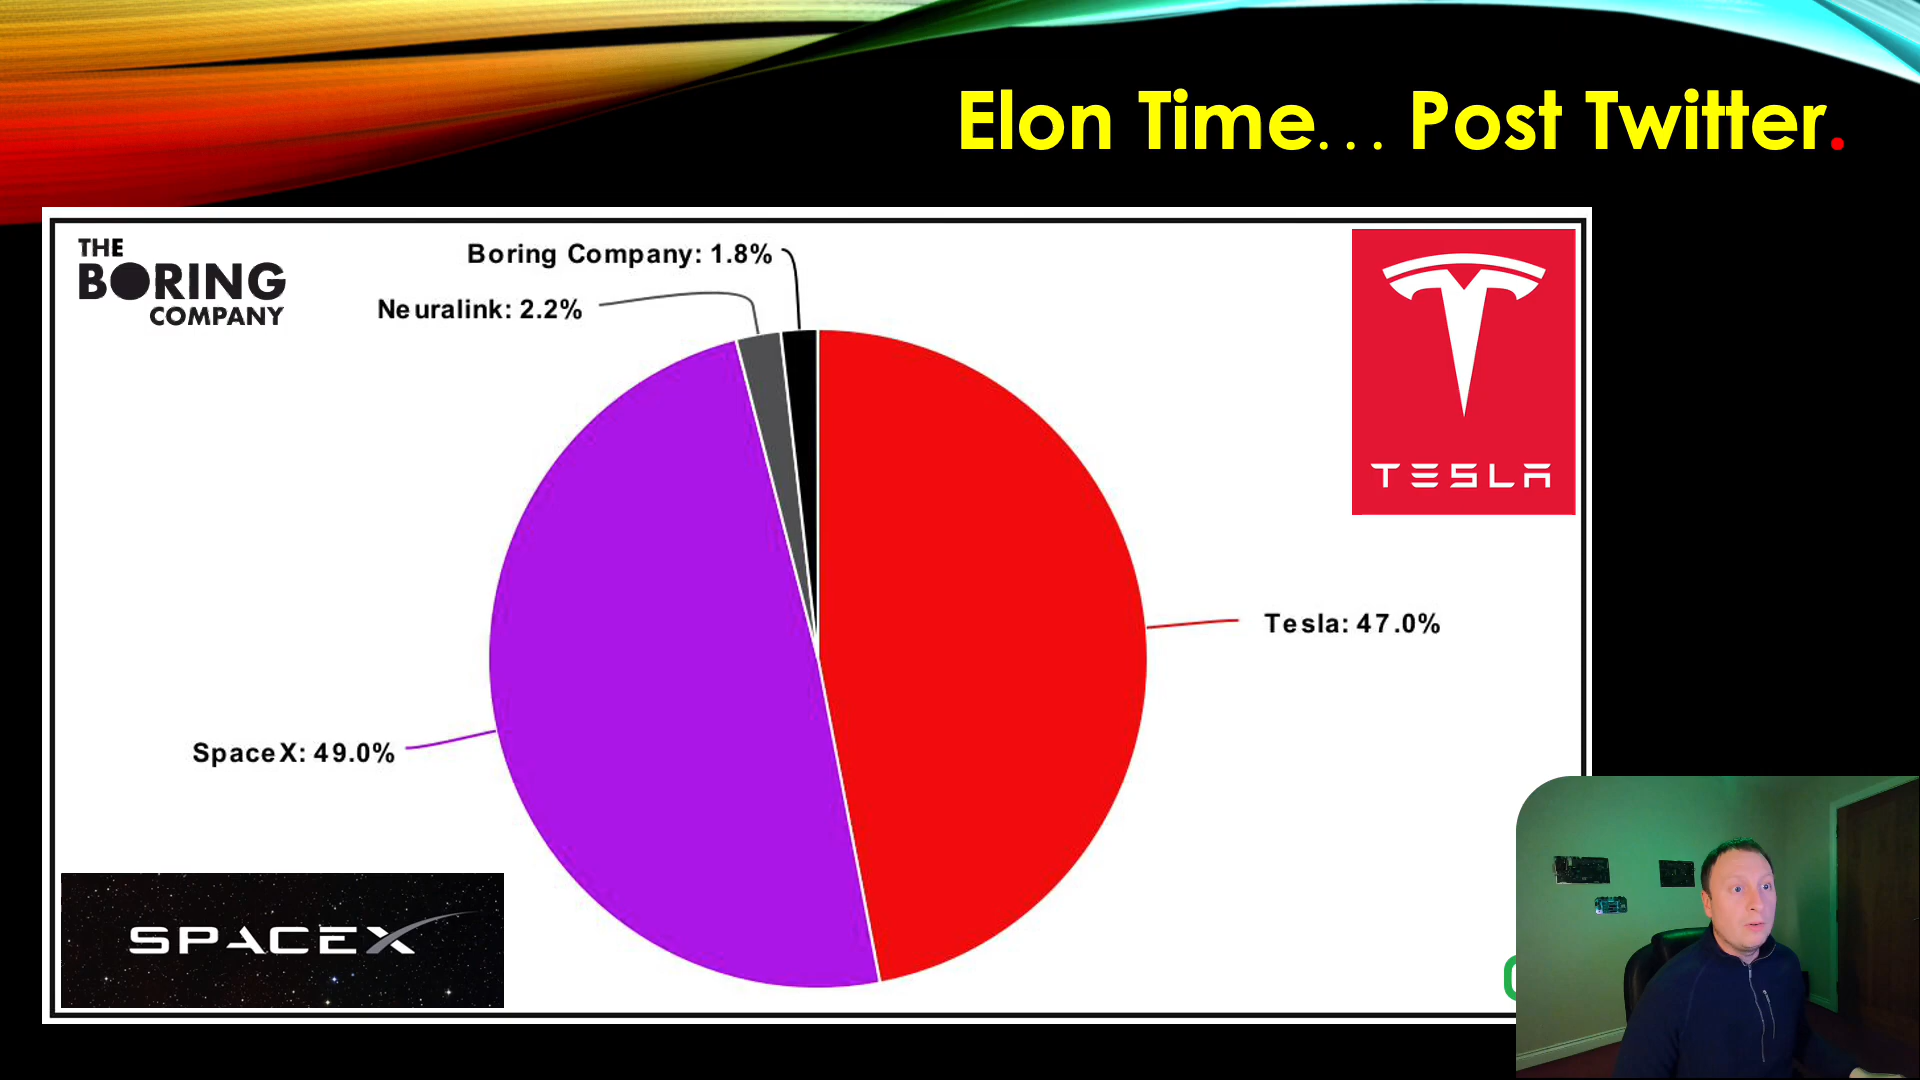 Elon Time... Post Twitter.
THE
BORING
COMPANY
Boring Company: 1.8%
Neuralink: 2.2%
TESLA
Tesla: 47.0%
SpaceX: 49.0%
SPACEX